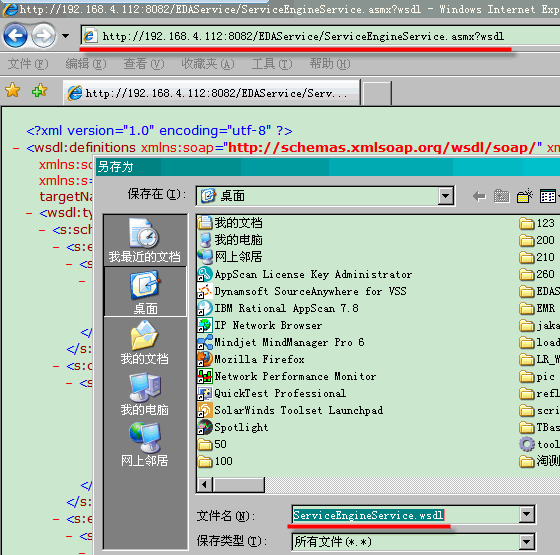 http://192.168.4.112:8082/EDAService/ServiceEngineService.asmx?wsdl - Windows Internet Exp
http://192.168.4.112:8082/EDAService/ServiceEngineService.asmx?wsdl
文件(F) 编辑(E) 查看(V) 收藏夹(A) 工具(T) 帮助(H)
http://192.168.4.112:8082/EDAService/Serv...
<?xml version="1.0" encoding="utf-8" ?>
- <wsdl:definitions xmlns:soap="http://schemas.xmlsoap.org/wsdl/soap/" xm
xmlns:so
xmlns:s=
targetNa
- <wsdl:ty
- <s:sch
- <s:e
- <s
-
</
</s:
- <s:c
- <s
</
</s:
- <s:e
- <s
另存为
保存在(I):
桌面
我最近的文档
桌面
我的文档
我的电脑
网上邻居
我的文档
我的电脑
网上邻居
AppScan License Key Administrator
Dynamsoft SourceAnywhere for VSS
IBM Rational AppScan 7.8
IP Network Browser
Mindjet MindManager Pro 6
Mozilla Firefox
Network Performance Monitor
QuickTest Professional
SolarWinds Toolset Launchpad
Spotlight
50
100
123
200
210
260
EDAS
EMR
jaka
load
LR_W
pic
refl
scri
TBas
tool
淘测
文件名(N):
ServiceEngineService.wsdl
保存类型(T):
所有文件(*.*)